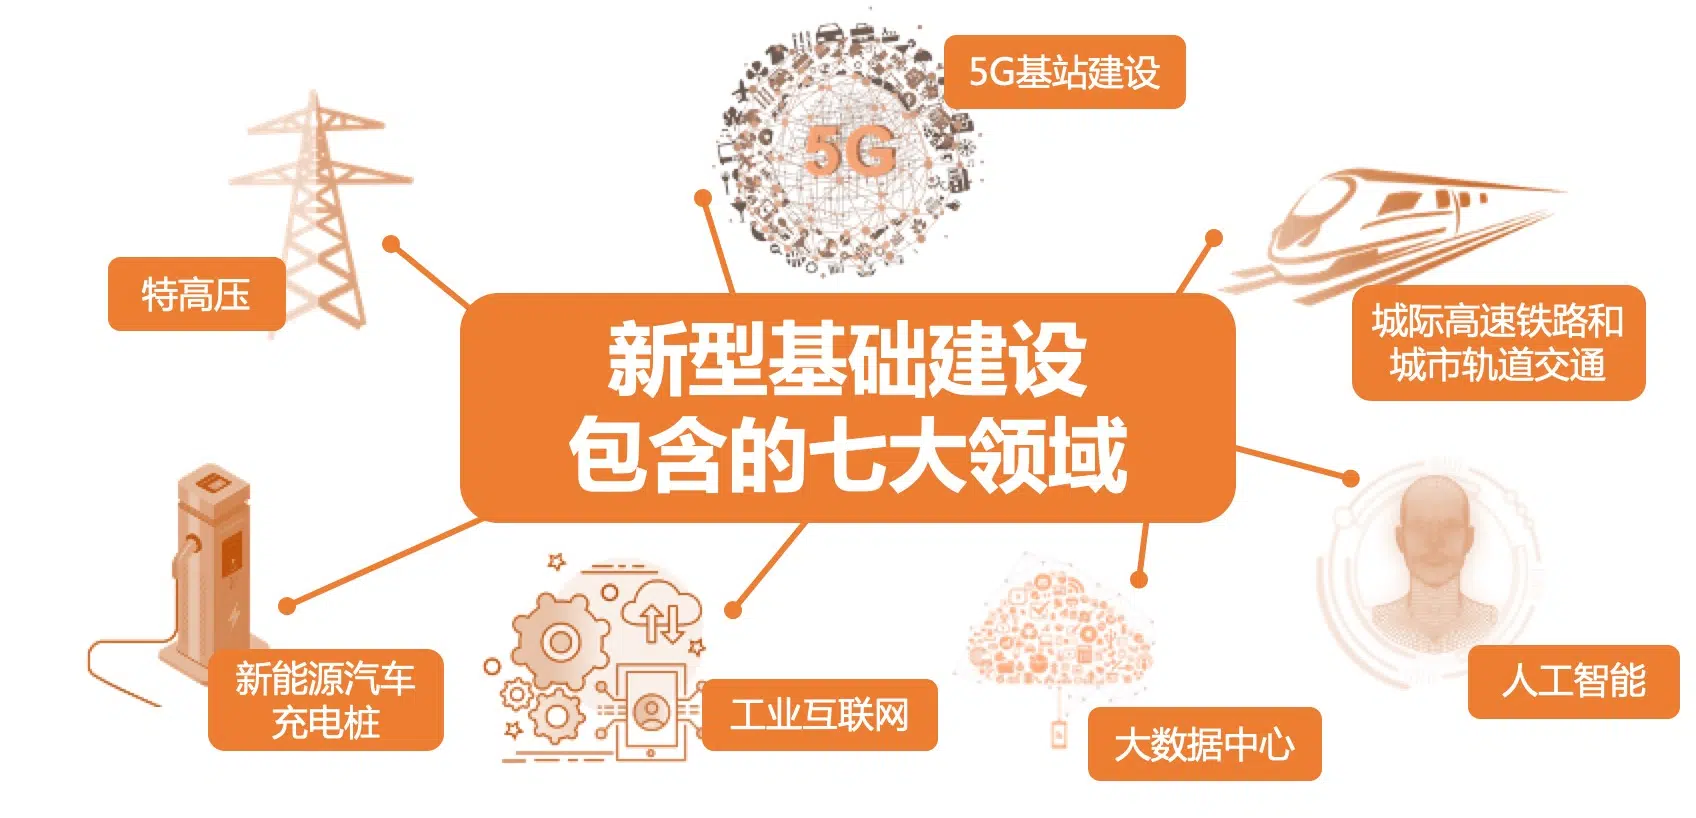 5G基站建设
5G
特高压
城际高速铁路和
城市轨道交通
新型基础建设
包含的七大领域
新能源汽车
充电桩
工业互联网
大数据中心
人工智能